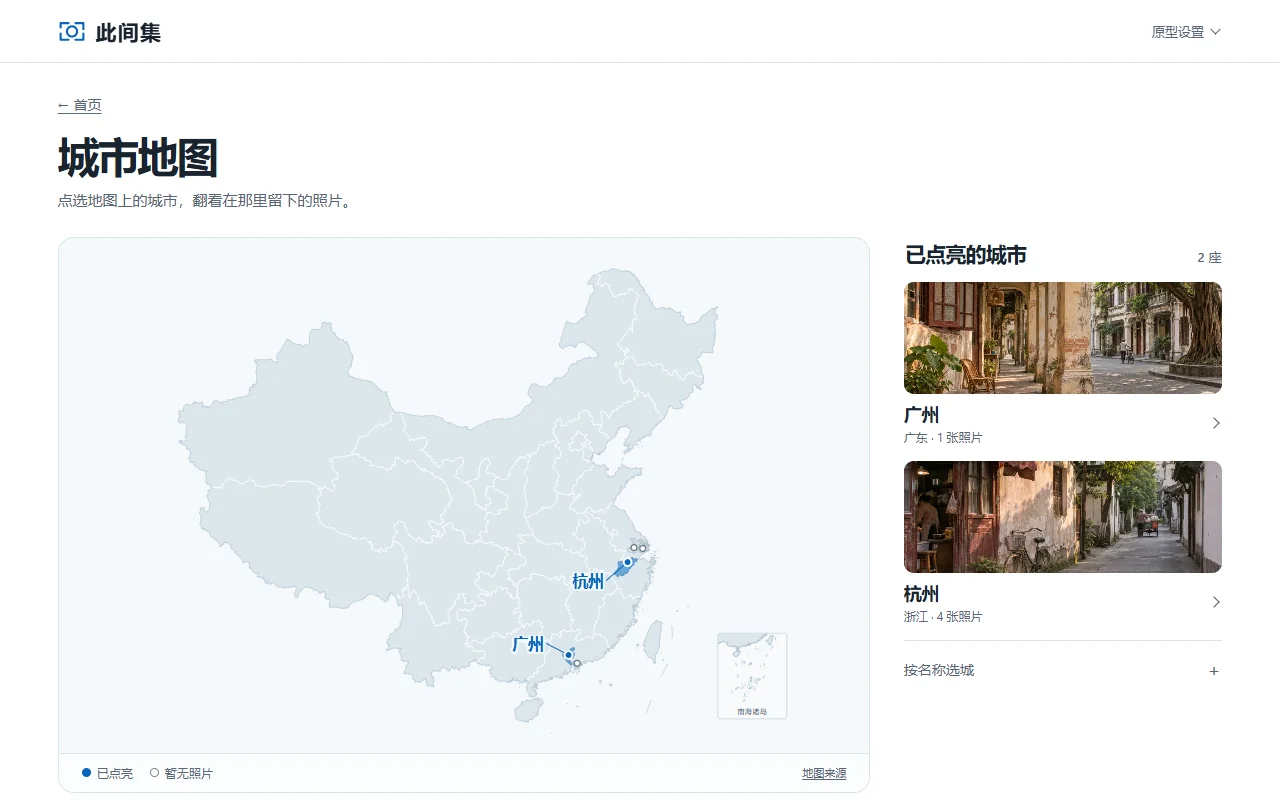 此间集
原型设置
← 首页
城市地图
点选地图上的城市，翻看在那里留下的照片。
杭州
广州
南海诸岛
已点亮
暂无照片
地图来源
已点亮的城市
2 座
广州
广东 · 1 张照片
杭州
浙江 · 4 张照片
按名称选城
+